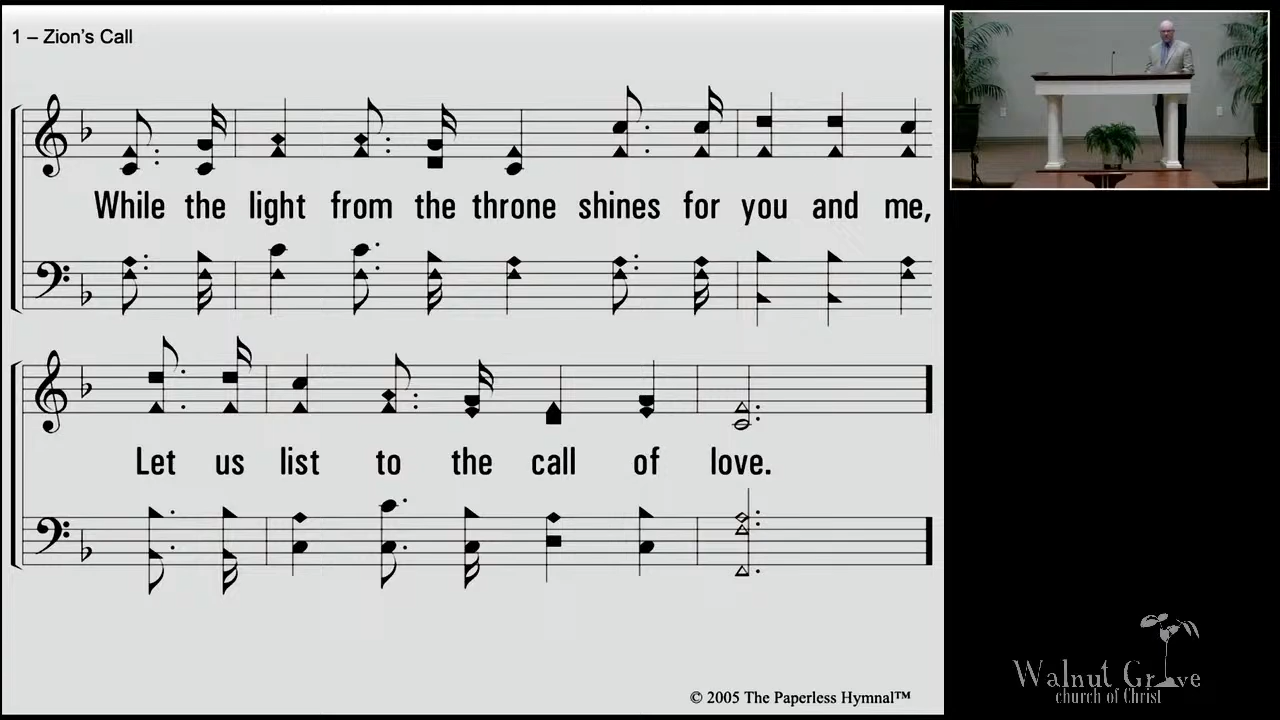 1 – Zion's Call
While the light from the throne shines for you and me,
Let us list to the call of love.
© 2005 The Paperless Hymnal™
Walnut Grove
church of Christ